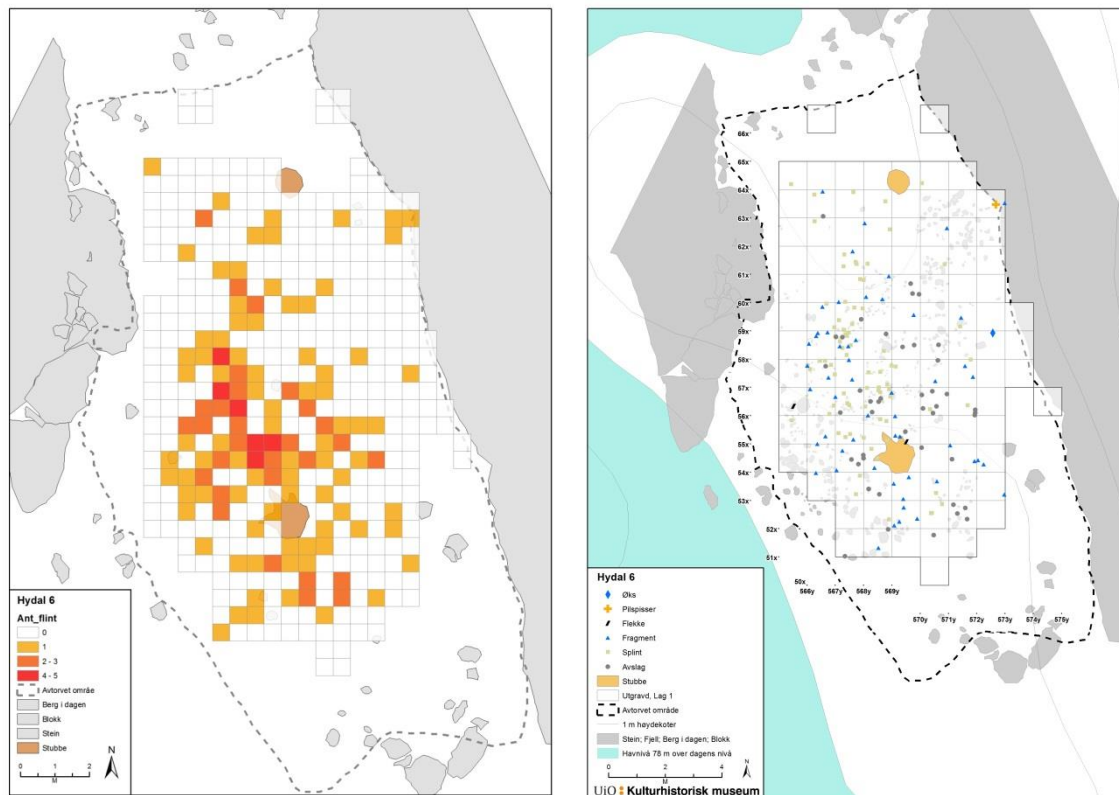 Hydal 6
Ant_flint
0
1
2 - 3
4 - 5
Avtorvet område
Berg i dagen
Blokk
Stein
Stubbe
0 1 2
M
N
66x
65x
64x
63x
62x
61x
60x
59x
58x
57x
56x
55x
54x
53x
52x
51x
50x
566y 567y 568y 569y
570y 571y 572y 573y 574y 575y
Hydal 6
Øks
Pilspisser
Flekke
Fragment
Splint
Avslag
Stubbe
Utgravd, Lag 1
Avtorvet område
1 m høydekoter
Stein; Fjell; Berg i dagen; Blokk
Havnivå 78 m over dagens nivå
0 2 4
M
N
UiO Kulturhistorisk museum